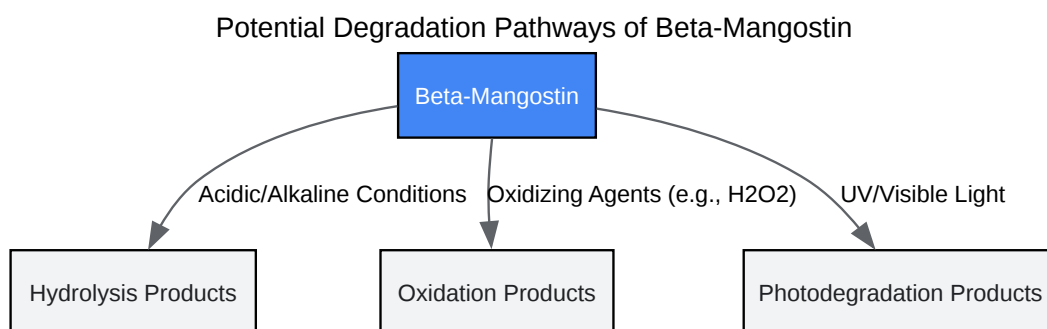 Potential Degradation Pathways of Beta-Mangostin
Beta-Mangostin
Acidic/Alkaline Conditions
Oxidizing Agents (e.g., H2O2)
UV/Visible Light
Hydrolysis Products
Oxidation Products
Photodegradation Products